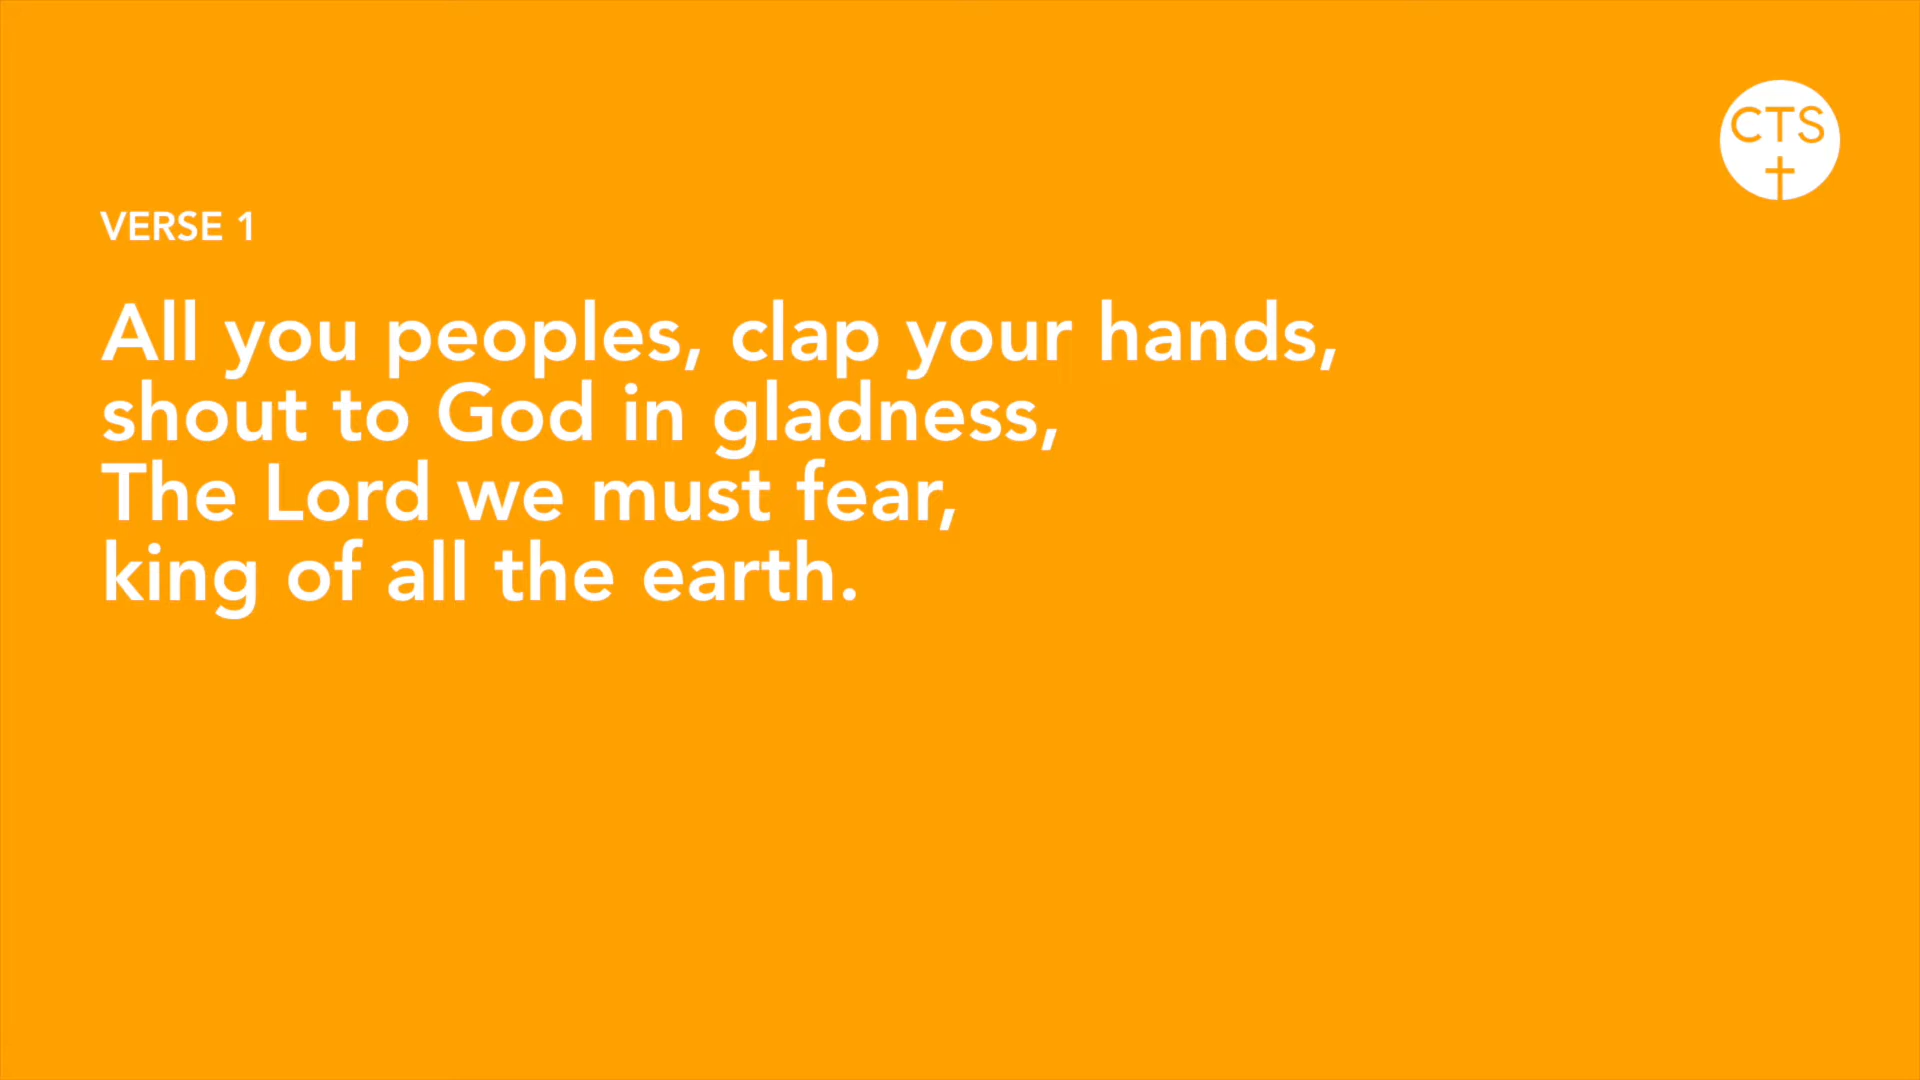 CTS
VERSE 1
All you peoples, clap your hands,
shout to God in gladness,
The Lord we must fear,
king of all the earth.